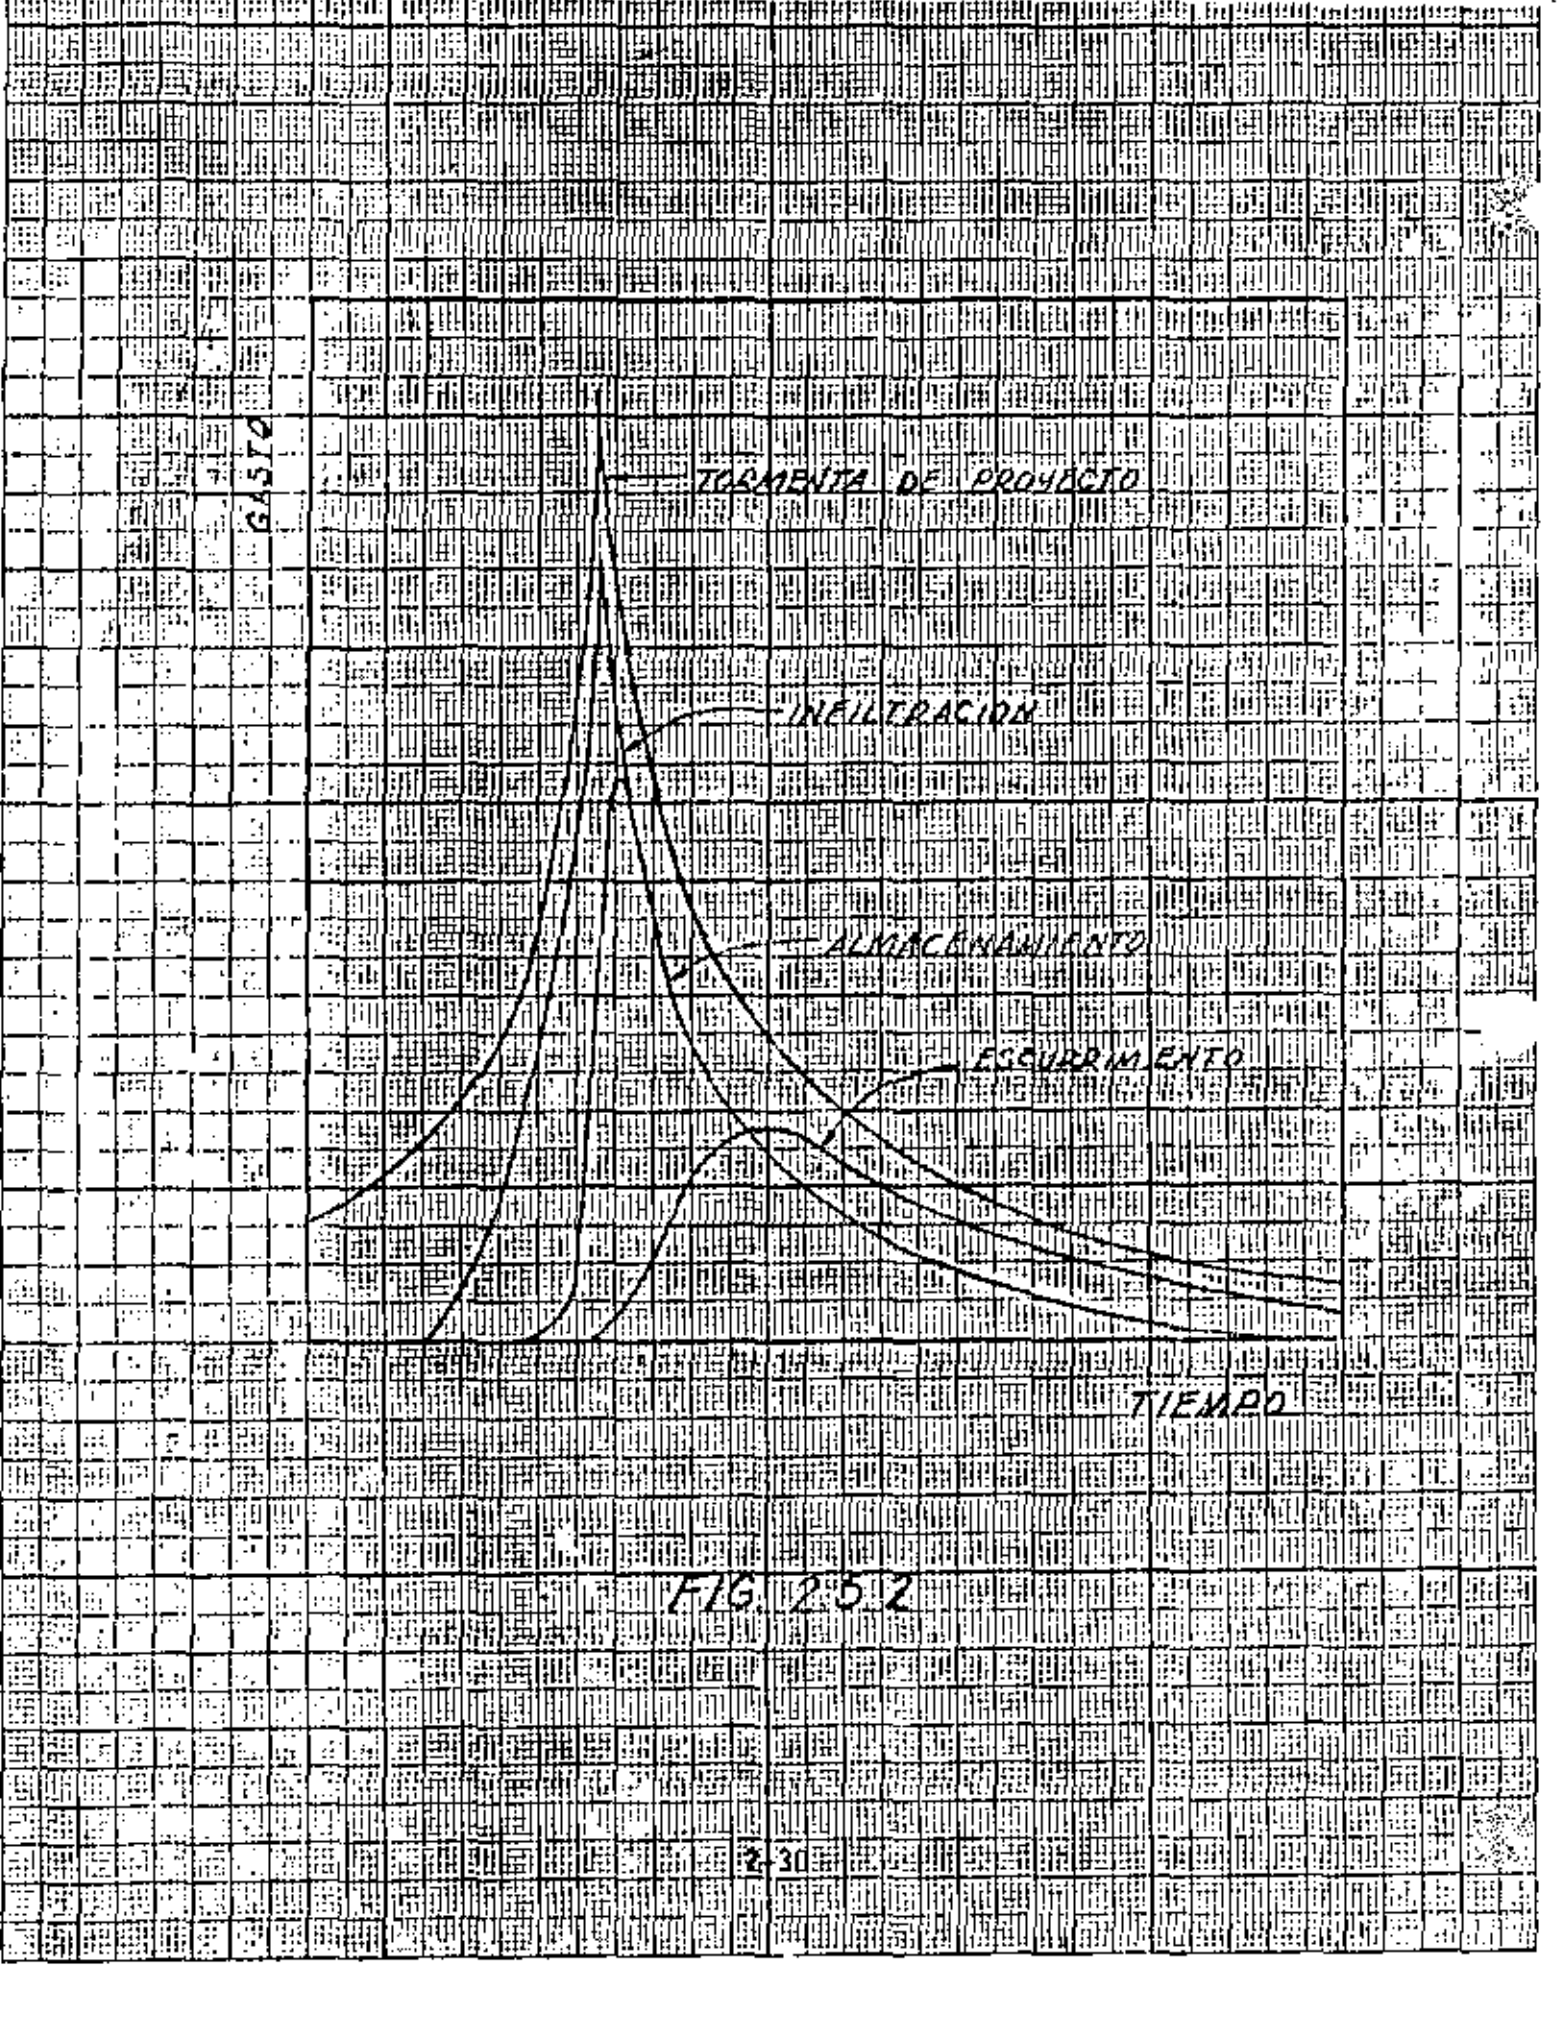 GASTO
TORMENTA DE PROYECTO
INFILTRACION
ALMACENAMIENTO
ESCURRIMIENTO
TIEMPO
FIG. 2.5.2
2-30